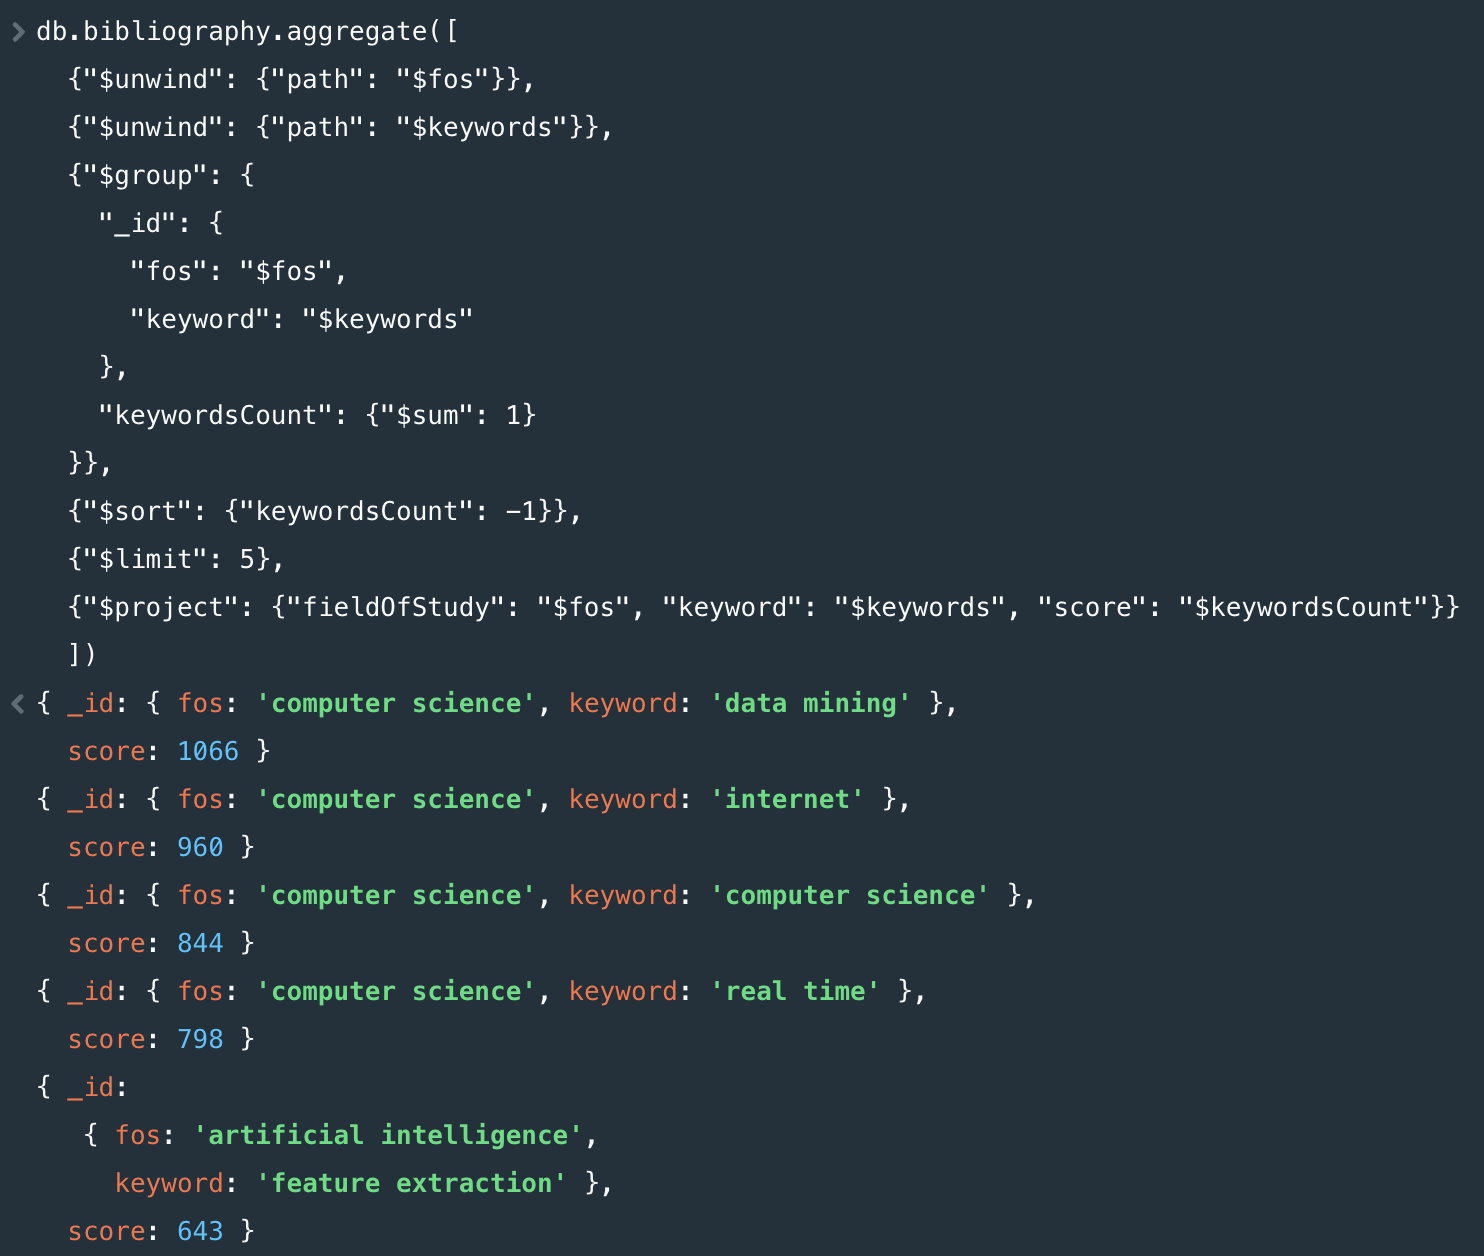 db.bibliography.aggregate([
  {"$unwind": {"path": "$fos"}},
  {"$unwind": {"path": "$keywords"}},
  {"$group": {
    "_id": {
      "fos": "$fos",
      "keyword": "$keywords"
    },
    "keywordsCount": {"$sum": 1}
  }},
  {"$sort": {"keywordsCount": -1}},
  {"$limit": 5},
  {"$project": {"fieldOfStudy": "$fos", "keyword": "$keywords", "score": "$keywordsCount"}}
  ])
{ _id: { fos: 'computer science', keyword: 'data mining' },
  score: 1066 }
{ _id: { fos: 'computer science', keyword: 'internet' },
  score: 960 }
{ _id: { fos: 'computer science', keyword: 'computer science' },
  score: 844 }
{ _id: { fos: 'computer science', keyword: 'real time' },
  score: 798 }
{ _id:
   { fos: 'artificial intelligence',
     keyword: 'feature extraction' },
  score: 643 }